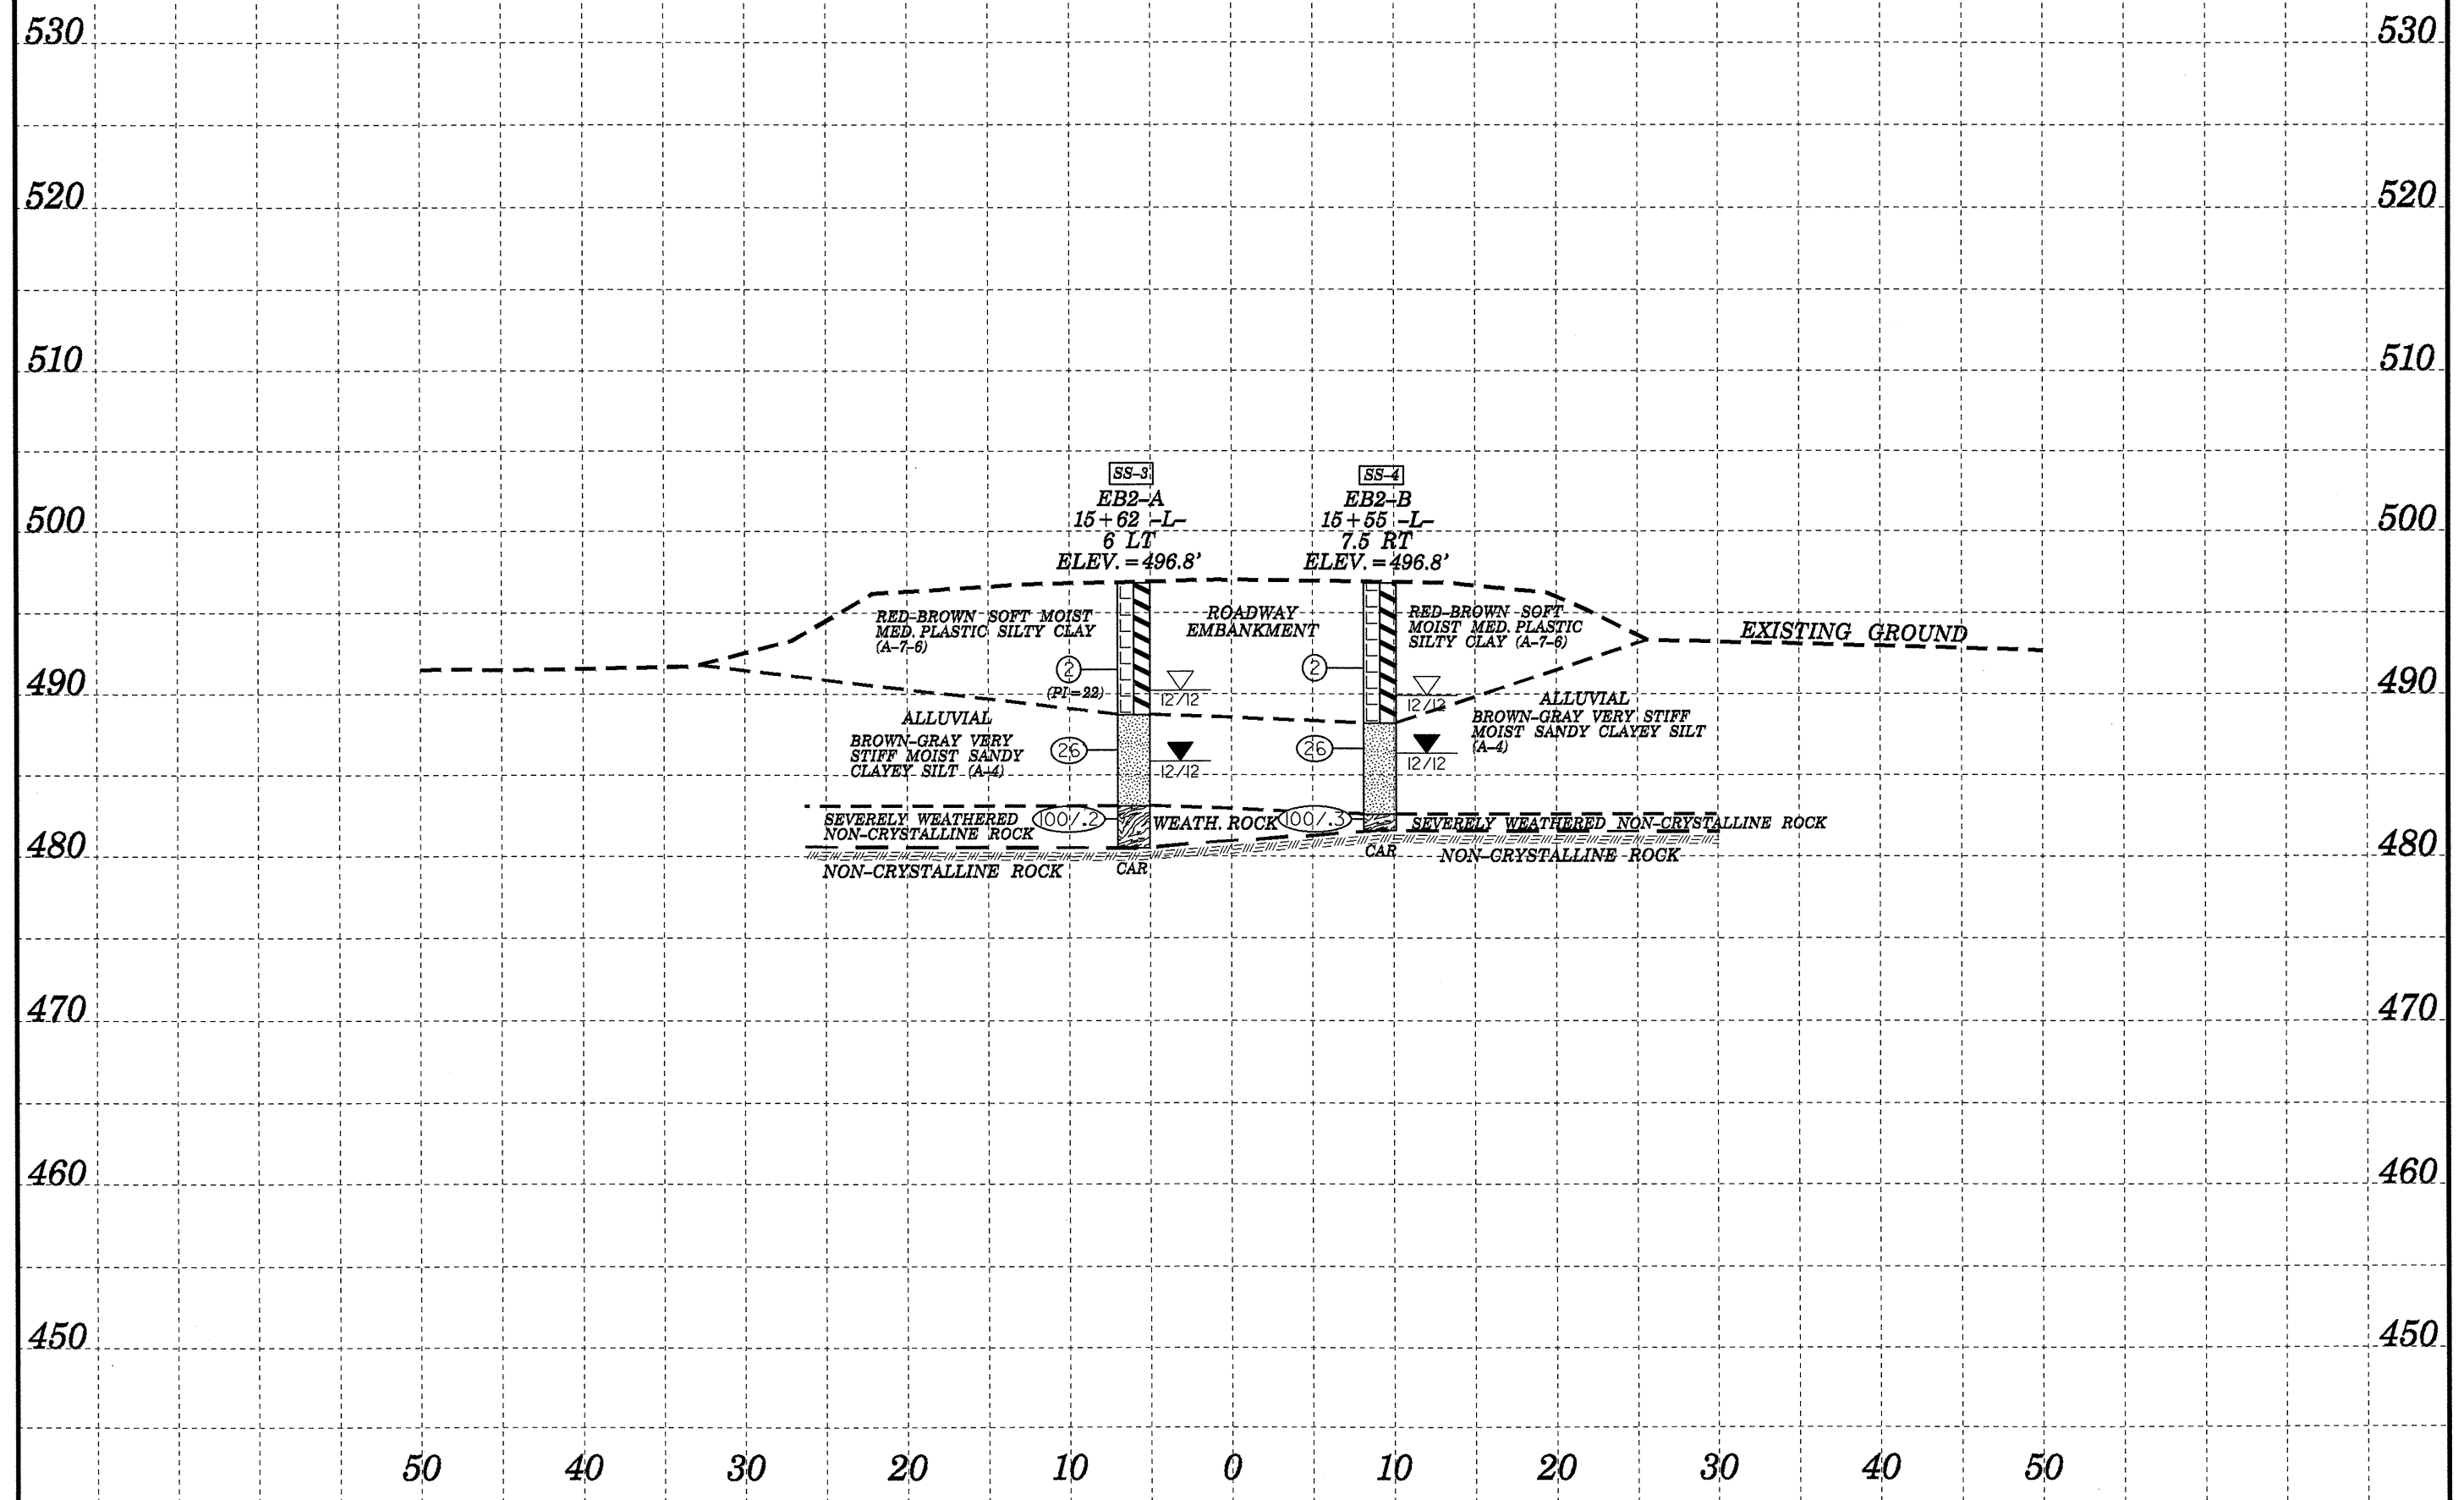 530 530
520 520
510 510
500 500
490 490
480 480
470 470
460 460
450 450
SS-3
EB2-A
15+62 -L-
6 LT
ELEV.=496.8'
SS-4
EB2-B
15+55 -L-
7.5 RT
ELEV.=496.8'
RED-BROWN SOFT MOIST
MED. PLASTIC SILTY CLAY
(A-7-6)
2
(PI=22)
ROADWAY
EMBANKMENT
RED-BROWN SOFT
MOIST MED. PLASTIC
SILTY CLAY (A-7-6)
2
EXISTING GROUND
12/12
12/12
ALLUVIAL
BROWN-GRAY VERY
STIFF MOIST SANDY
CLAYEY SILT (A-4)
26
12/12
26
12/12
ALLUVIAL
BROWN-GRAY VERY STIFF
MOIST SANDY CLAYEY SILT
(A-4)
SEVERELY WEATHERED
NON-CRYSTALLINE ROCK
100/.2
WEATH. ROCK
100/.3
SEVERELY WEATHERED NON-CRYSTALLINE ROCK
NON-CRYSTALLINE ROCK
CAR
CAR
NON-CRYSTALLINE ROCK
50 40 30 20 10 0 10 20 30 40 50